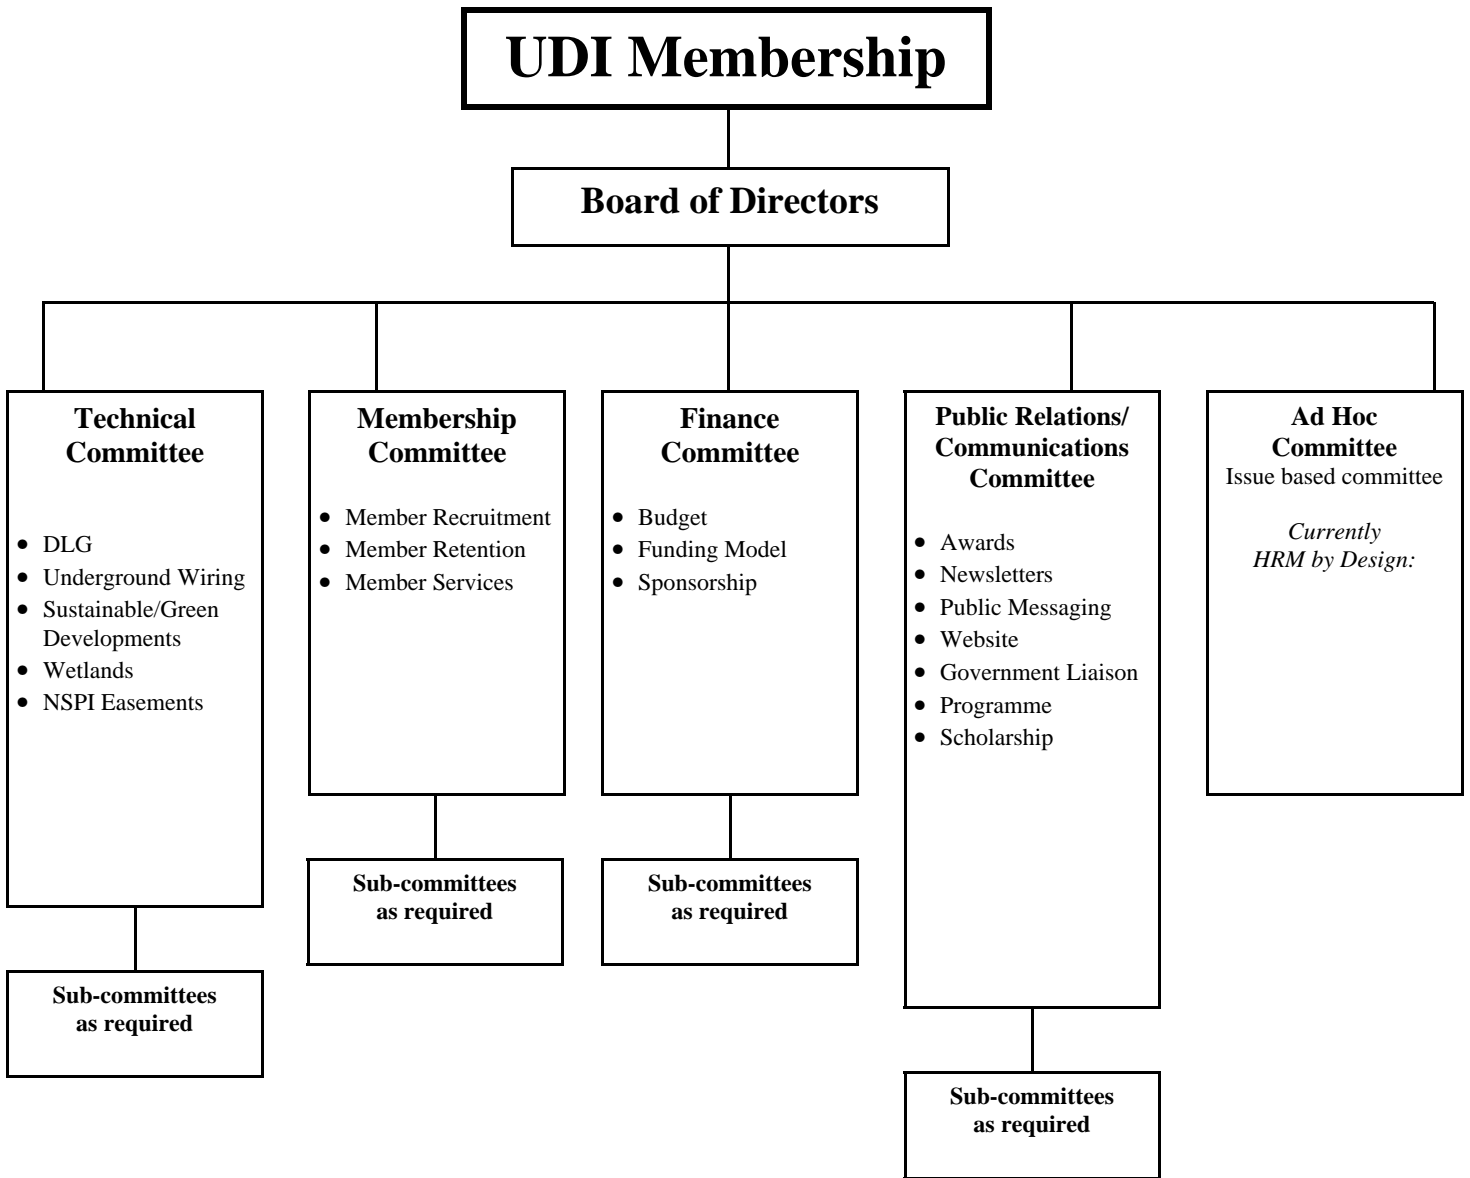 UDI Membership
Board of Directors
Technical
Committee
• DLG
• Underground Wiring
• Sustainable/Green
Developments
• Wetlands
• NSPI Easements
Sub-committees
as required
Membership
Committee
• Member Recruitment
• Member Retention
• Member Services
Sub-committees
as required
Finance
Committee
• Budget
• Funding Model
• Sponsorship
Sub-committees
as required
Public Relations/
Communications
Committee
• Awards
• Newsletters
• Public Messaging
• Website
• Government Liaison
• Programme
• Scholarship
Sub-committees
as required
Ad Hoc
Committee
Issue based committee
Currently
HRM by Design: